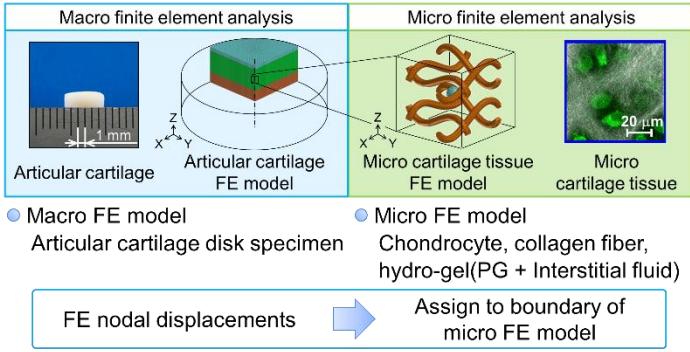 Macro finite element analysis
Micro finite element analysis
1 mm
Z
X
Y
Z
X
Y
20 μm
Articular cartilage
Articular cartilage
FE model
Micro cartilage tissue
FE model
Micro
cartilage tissue
Macro FE model
Articular cartilage disk specimen
Micro FE model
Chondrocyte, collagen fiber,
hydro-gel(PG + Interstitial fluid)
FE nodal displacements
Assign to boundary of
micro FE model